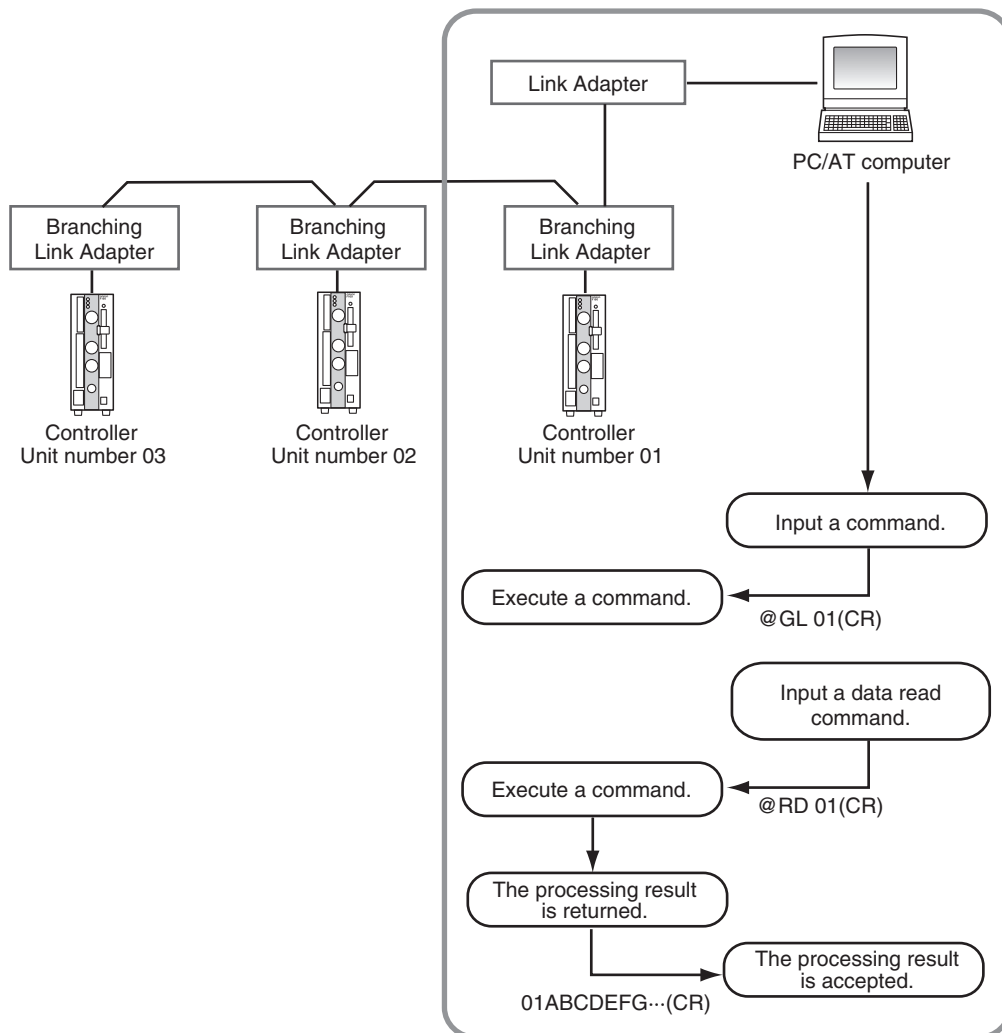 Link Adapter
PC/AT computer
Branching
Link Adapter
Branching
Link Adapter
Branching
Link Adapter
Controller
Unit number 03
Controller
Unit number 02
Controller
Unit number 01
Input a command.
Execute a command.
@GL 01(CR)
Input a data read
command.
Execute a command.
@RD 01(CR)
The processing result
is returned.
The processing result
is accepted.
01ABCDEFG···(CR)